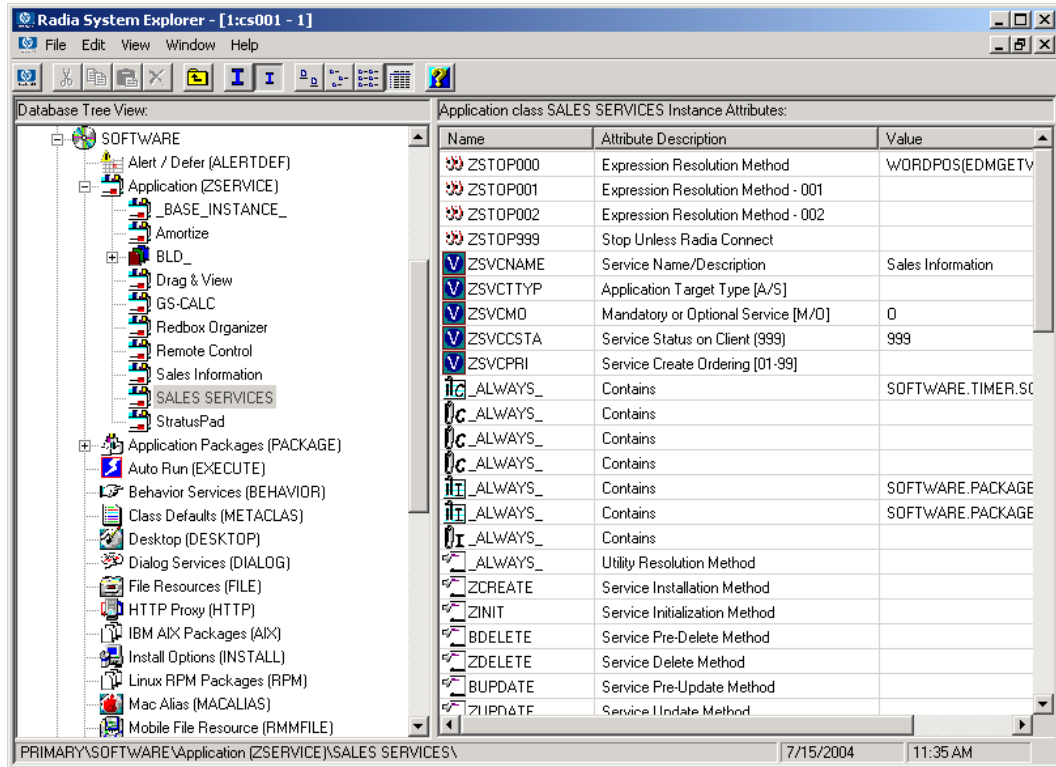 Radia System Explorer - [1:cs001 - 1]
File Edit View Window Help
Database Tree View:
Application class SALES SERVICES Instance Attributes:
SOFTWARE
Alert / Defer (ALERTDEF)
Application (ZSERVICE)
_BASE_INSTANCE_
Amortize
BLD_
Drag & View
GS-CALC
Redbox Organizer
Remote Control
Sales Information
SALES SERVICES
StratusPad
Application Packages (PACKAGE)
Auto Run (EXECUTE)
Behavior Services (BEHAVIOR)
Class Defaults (METACLAS)
Desktop (DESKTOP)
Dialog Services (DIALOG)
File Resources (FILE)
HTTP Proxy (HTTP)
IBM AIX Packages (AIX)
Install Options (INSTALL)
Linux RPM Packages (RPM)
Mac Alias (MACALIAS)
Mobile File Resource (RMMFILE)
Name Attribute Description Value
ZSTOP000 Expression Resolution Method WORDPOS(EDMGETV
ZSTOP001 Expression Resolution Method - 001
ZSTOP002 Expression Resolution Method - 002
ZSTOP999 Stop Unless Radia Connect
V ZSVCNAME Service Name/Description Sales Information
V ZSVCTTYP Application Target Type [A/S]
V ZSVCMO Mandatory or Optional Service [M/O] O
V ZSVCCSTA Service Status on Client (999) 999
V ZSVCPRI Service Create Ordering [01-99]
C _ALWAYS_ Contains SOFTWARE.TIMER.SO
C _ALWAYS_ Contains
C _ALWAYS_ Contains
C _ALWAYS_ Contains
I _ALWAYS_ Contains SOFTWARE.PACKAGE
I _ALWAYS_ Contains SOFTWARE.PACKAGE
I _ALWAYS_ Contains
_ALWAYS_ Utility Resolution Method
ZCREATE Service Installation Method
ZINIT Service Initialization Method
BDELETE Service Pre-Delete Method
ZDELETE Service Delete Method
BUPDATE Service Pre-Update Method
ZUPDATE Service Update Method
PRIMARY\SOFTWARE\Application (ZSERVICE)\SALES SERVICES\ 7/15/2004 11:35 AM